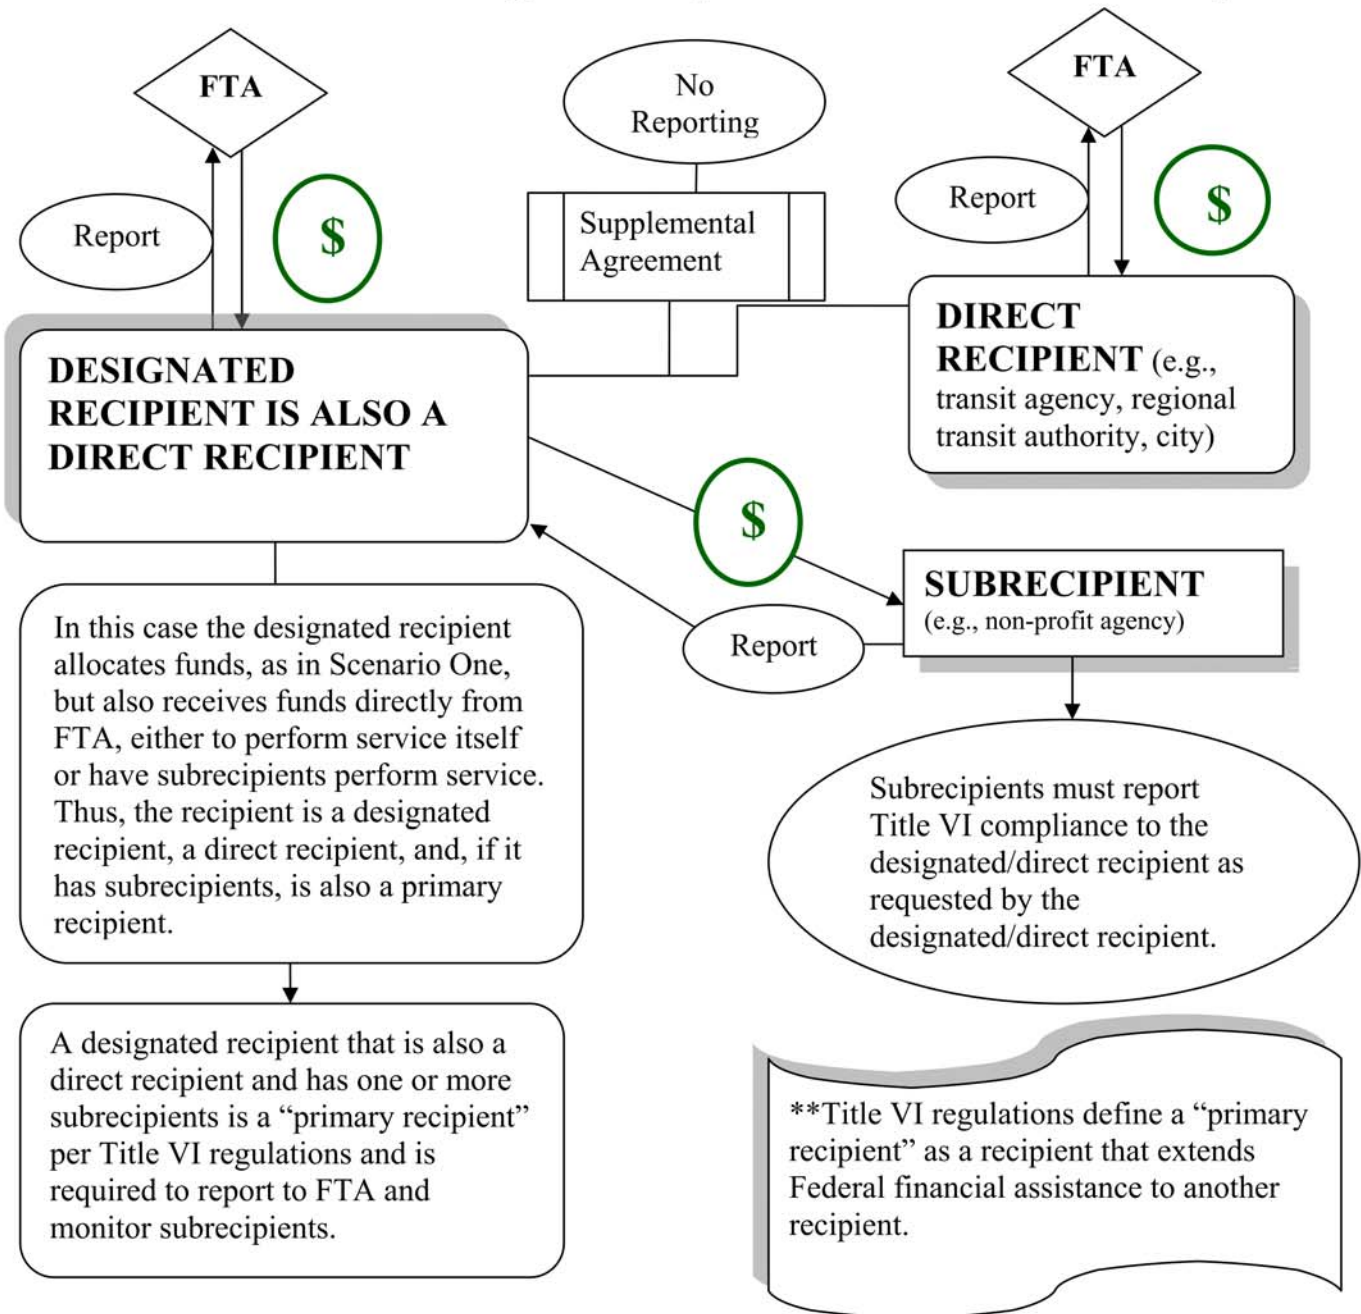 FTA
No
Reporting
FTA
Report
$
Supplemental
Agreement
Report
$
DESIGNATED
RECIPIENT IS ALSO A
DIRECT RECIPIENT
DIRECT
RECIPIENT (e.g.,
transit agency, regional
transit authority, city)
$
SUBRECIPIENT
(e.g., non-profit agency)
Report
In this case the designated recipient
allocates funds, as in Scenario One,
but also receives funds directly from
FTA, either to perform service itself
or have subrecipients perform service.
Thus, the recipient is a designated
recipient, a direct recipient, and, if it
has subrecipients, is also a primary
recipient.
Subrecipients must report
Title VI compliance to the
designated/direct recipient as
requested by the
designated/direct recipient.
A designated recipient that is also a
direct recipient and has one or more
subrecipients is a “primary recipient”
per Title VI regulations and is
required to report to FTA and
monitor subrecipients.
**Title VI regulations define a “primary
recipient” as a recipient that extends
Federal financial assistance to another
recipient.